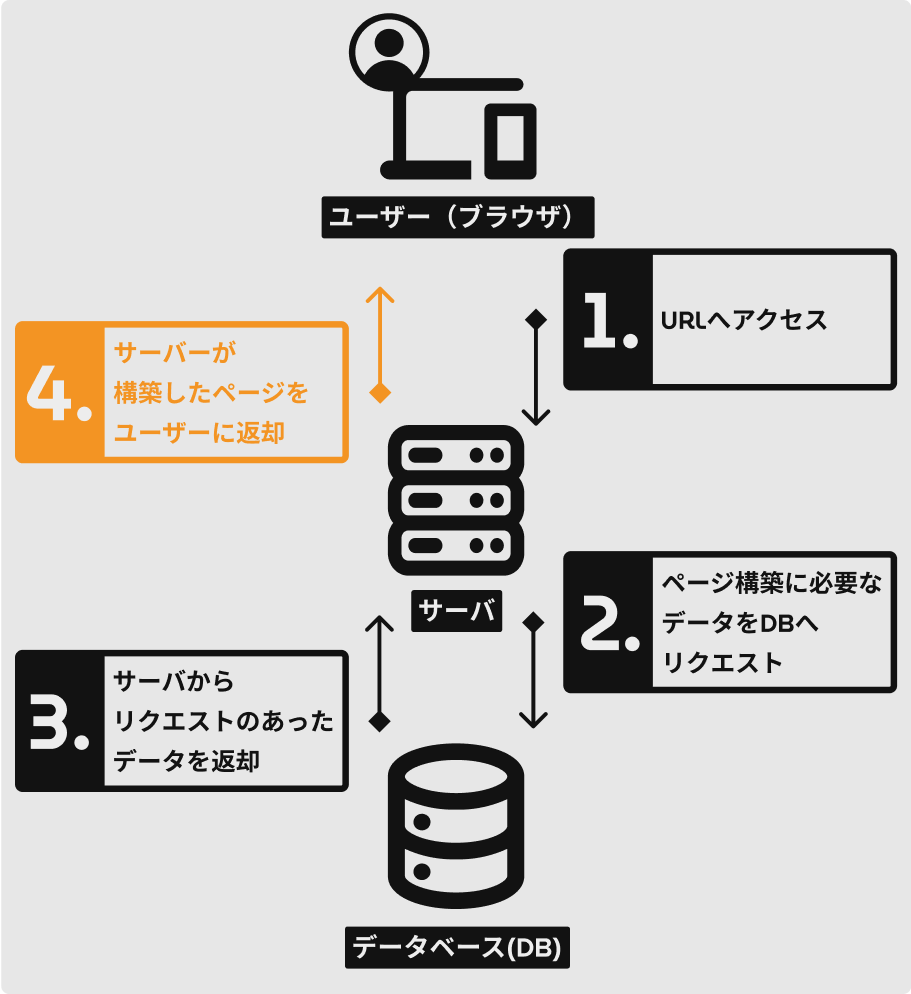 ユーザー（ブラウザ）
1.
URLへアクセス
4.
サーバーが
構築したページを
ユーザーに返却
サーバ
2.
ページ構築に必要な
データをDBへ
リクエスト
3.
サーバから
リクエストのあった
データを返却
データベース(DB)